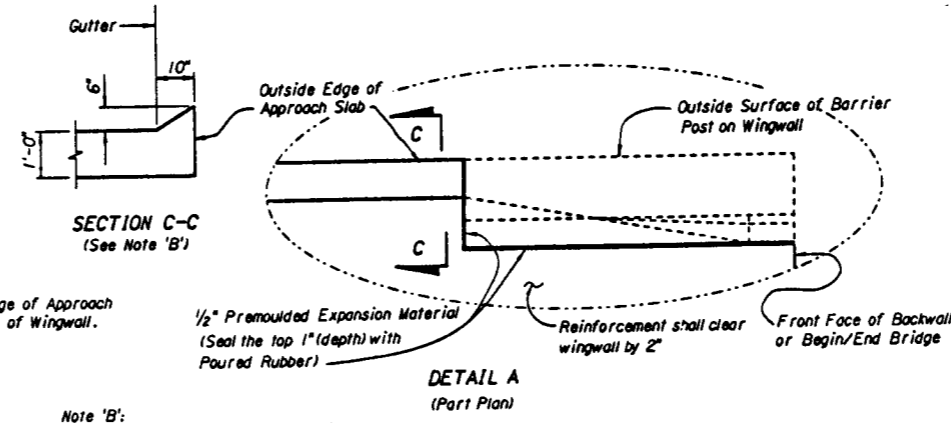 Gutter
10"
6"
1'-0"
Outside Edge of
Approach Slab
SECTION C-C
(See Note 'B')
C
C
Outside Surface of Barrier
Post on Wingwall
of Approach
of Wingwall.
1/2" Premoulded Expansion Material
(Seal the top 1" (depth) with
Poured Rubber)
Reinforcement shall clear
wingwall by 2"
Front Face of Backwall
or Begin/End Bridge
DETAIL A
(Part Plan)
Note 'B':